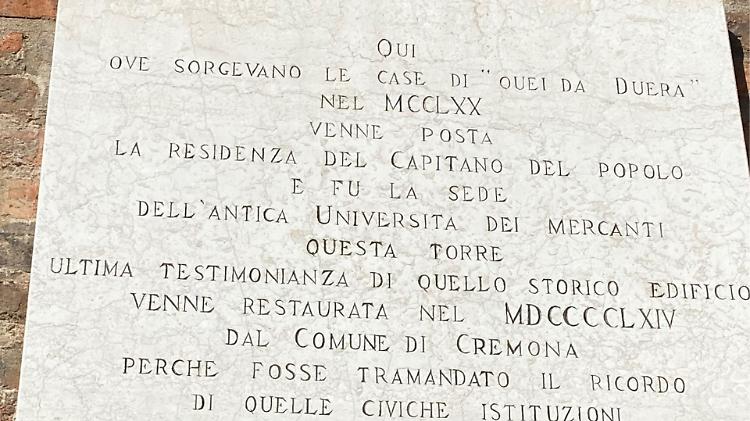 QUI
OVE SORGEVANO LE CASE DI "QUEI DA DUERA"
NEL MCCLXX
VENNE POSTA
LA RESIDENZA DEL CAPITANO DEL POPOLO
E FU LA SEDE
DELL'ANTICA UNIVERSITA DEI MERCANTI
QUESTA TORRE
ULTIMA TESTIMONIANZA DI QUELLO STORICO EDIFICIO
VENNE RESTAURATA NEL MDCCCCLXIV
DAL COMUNE DI CREMONA
PERCHE FOSSE TRAMANDATO IL RICORDO
DI QUELLE CIVICHE ISTITUZIONI